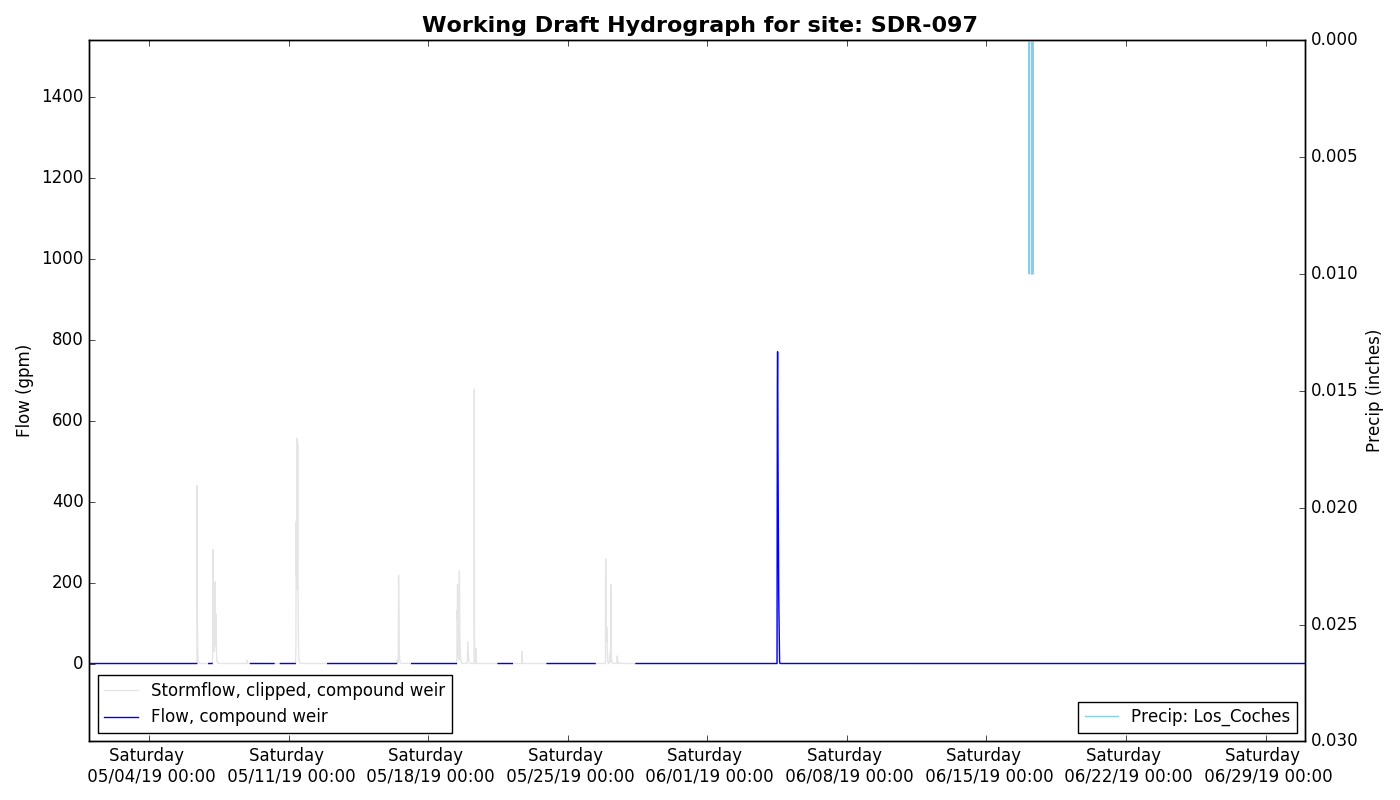 Working Draft Hydrograph for site: SDR-097
Flow (gpm)
1400
1200
1000
800
600
400
200
0
0.000
0.005
0.010
0.015
0.020
0.025
0.030
Precip (inches)
Stormflow, clipped, compound weir
Flow, compound weir
Precip: Los_Coches
Saturday
05/04/19 00:00
Saturday
05/11/19 00:00
Saturday
05/18/19 00:00
Saturday
05/25/19 00:00
Saturday
06/01/19 00:00
Saturday
06/08/19 00:00
Saturday
06/15/19 00:00
Saturday
06/22/19 00:00
Saturday
06/29/19 00:00